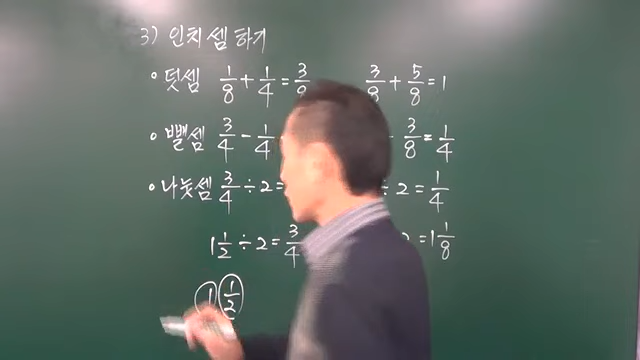 3) 인치 셈 하기
• 덧셈 1/8 + 1/4 = 3/8 3/8 + 5/8 = 1
• 뺄셈 3/4 - 1/4 3/8 = 1/4
• 나눗셈 3/4 ÷ 2 = ÷ 2 = 1/4
1 1/2 ÷ 2 = 3/4 = 1 1/8
1 1/2